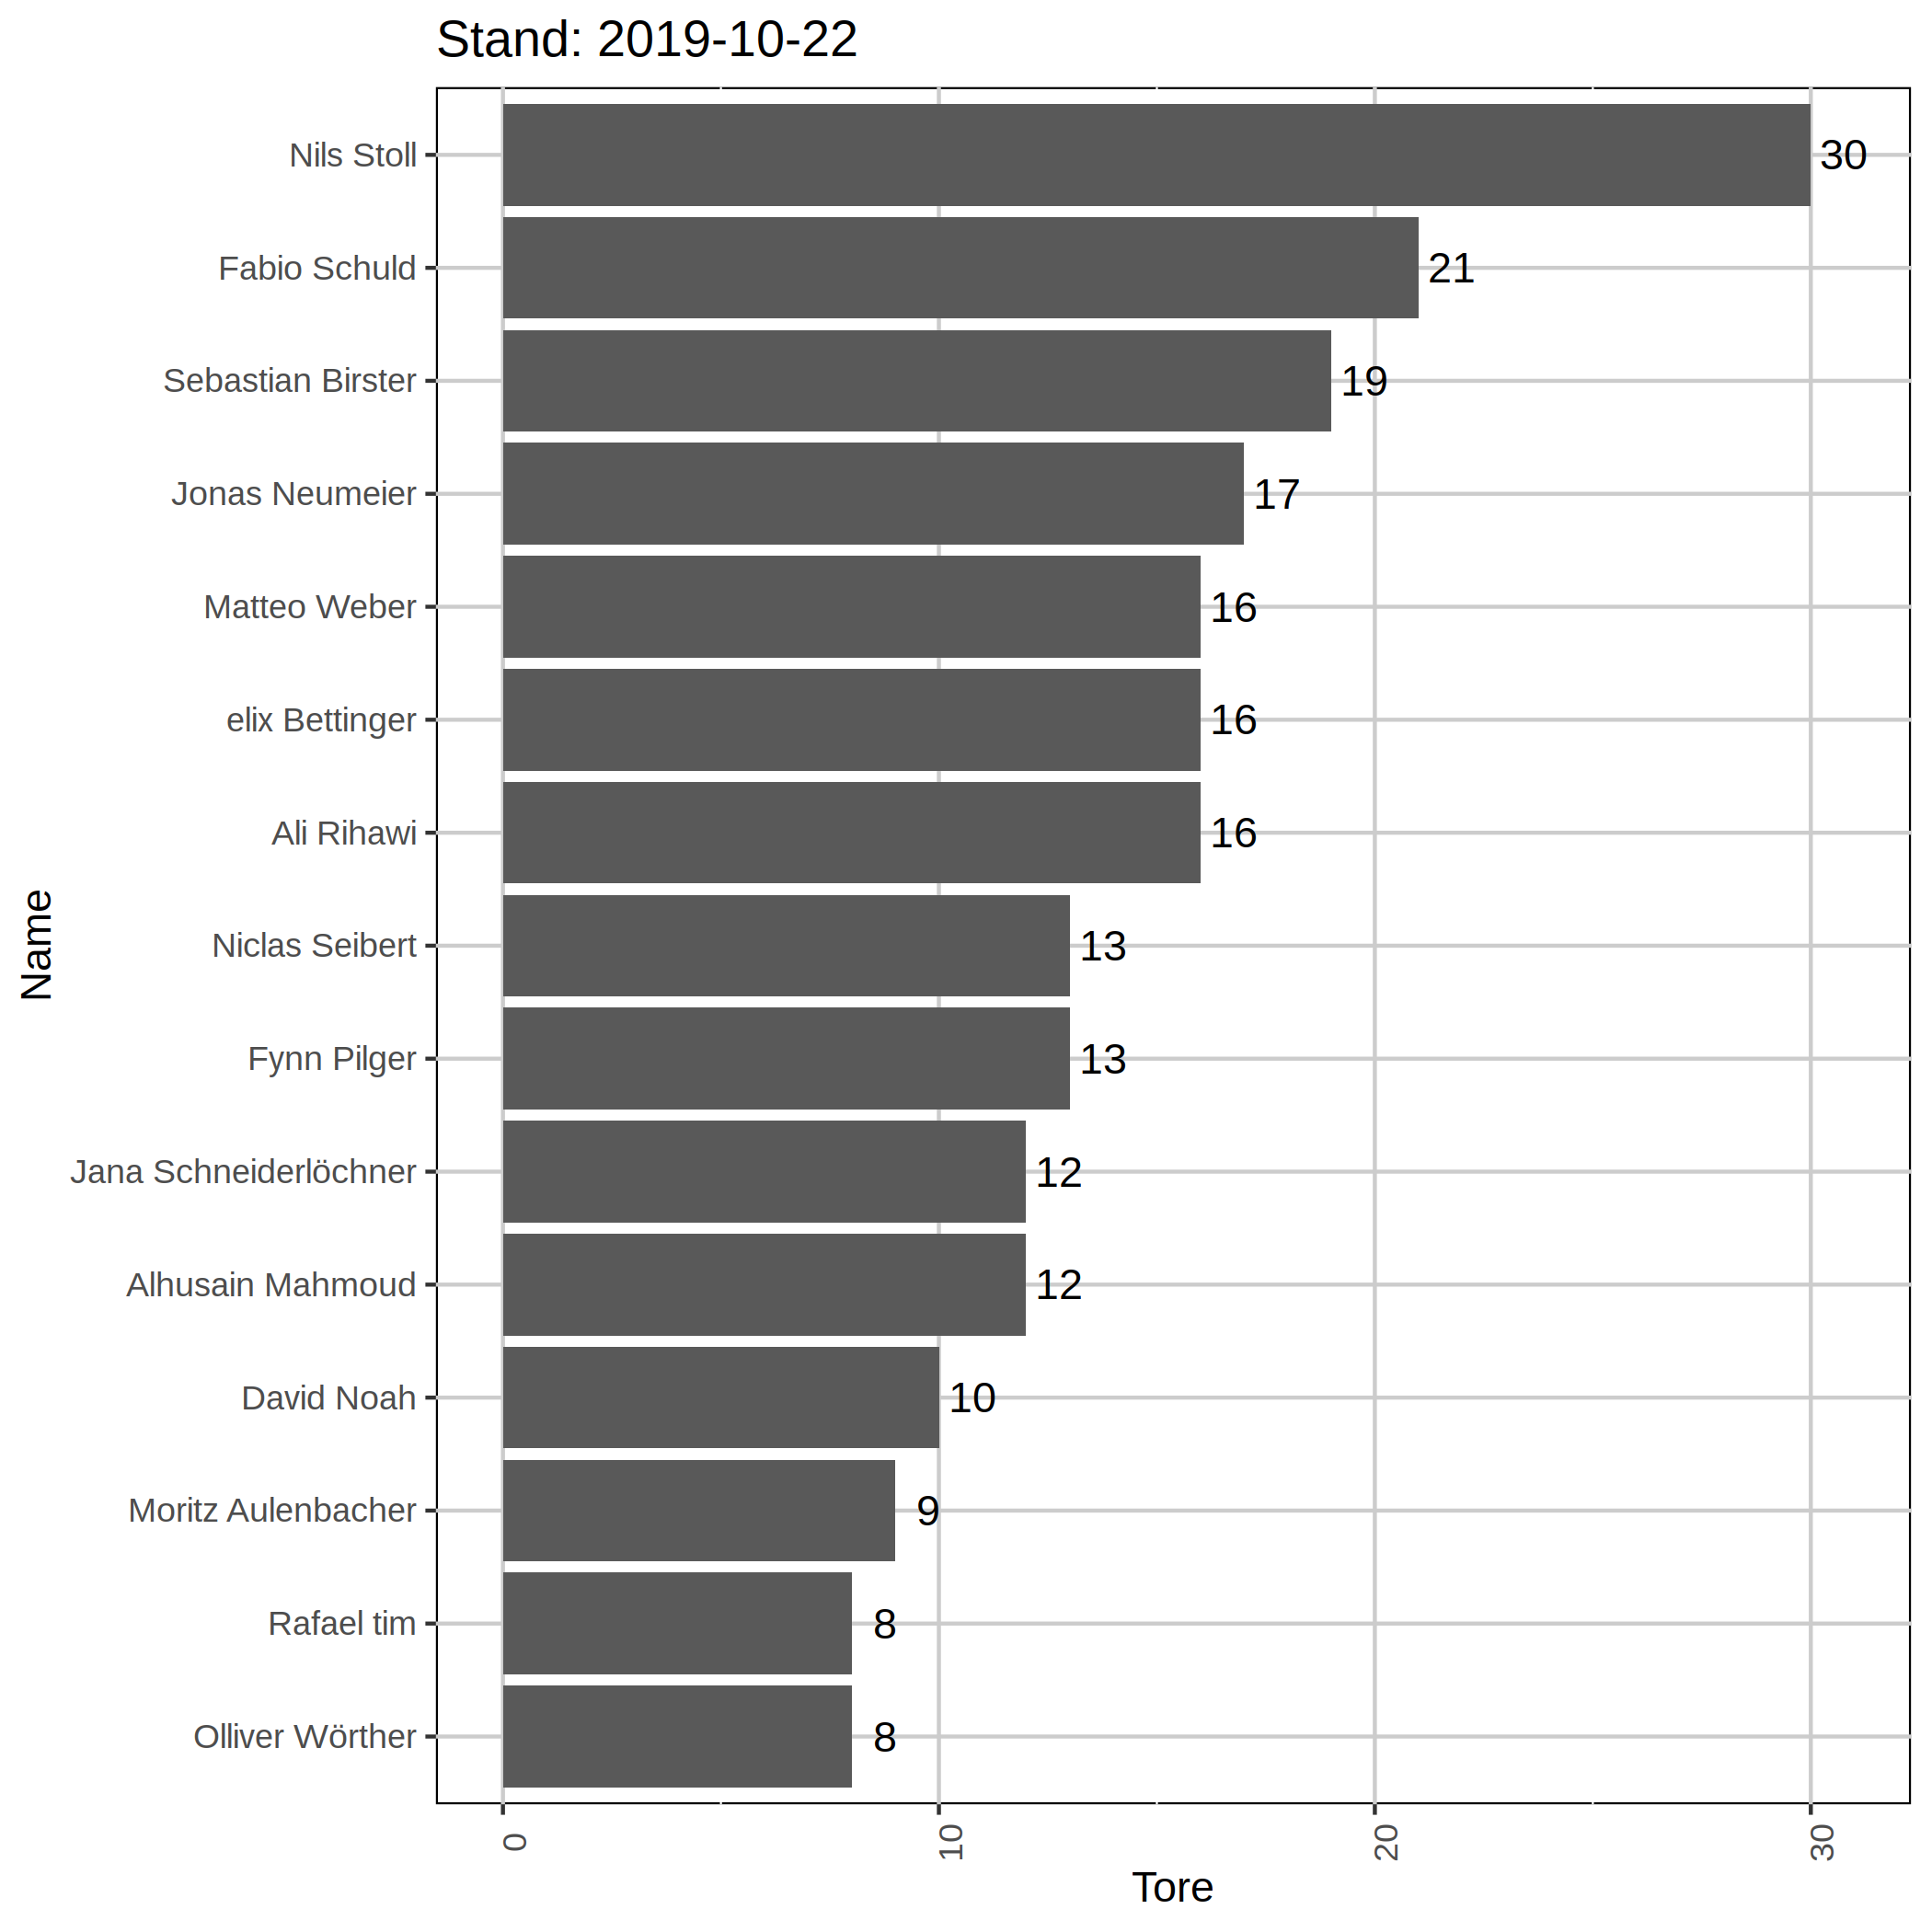 Stand: 2019-10-22
Nils Stoll 30
Fabio Schuld 21
Sebastian Birster 19
Jonas Neumeier 17
Matteo Weber 16
elix Bettinger 16
Ali Rihawi 16
Niclas Seibert 13
Fynn Pilger 13
Jana Schneiderlöchner 12
Alhusain Mahmoud 12
David Noah 10
Moritz Aulenbacher 9
Rafael tim 8
Olliver Wörther 8
Name
0 10 20 30
Tore